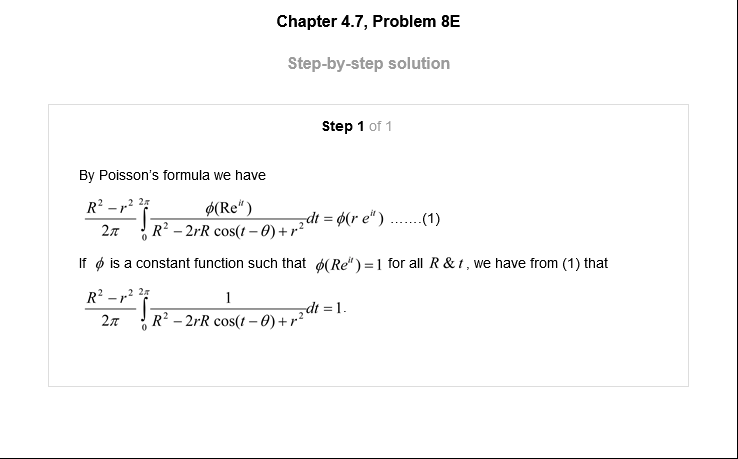 Chapter 4.7, Problem 8E
Step-by-step solution
Step 1 of 1
By Poisson's formula we have
\frac{R^2 - r^2}{2\pi} \int_0^{2\pi} \frac{\phi(\mathrm{Re}^{it})}{R^2 - 2rR\cos(t - \theta) + r^2} dt = \phi(r e^{it}) .......(1)
If ϕ is a constant function such that \phi(Re^{it}) = 1 for all R & t, we have from (1) that
\frac{R^2 - r^2}{2\pi} \int_0^{2\pi} \frac{1}{R^2 - 2rR\cos(t - \theta) + r^2} dt = 1.